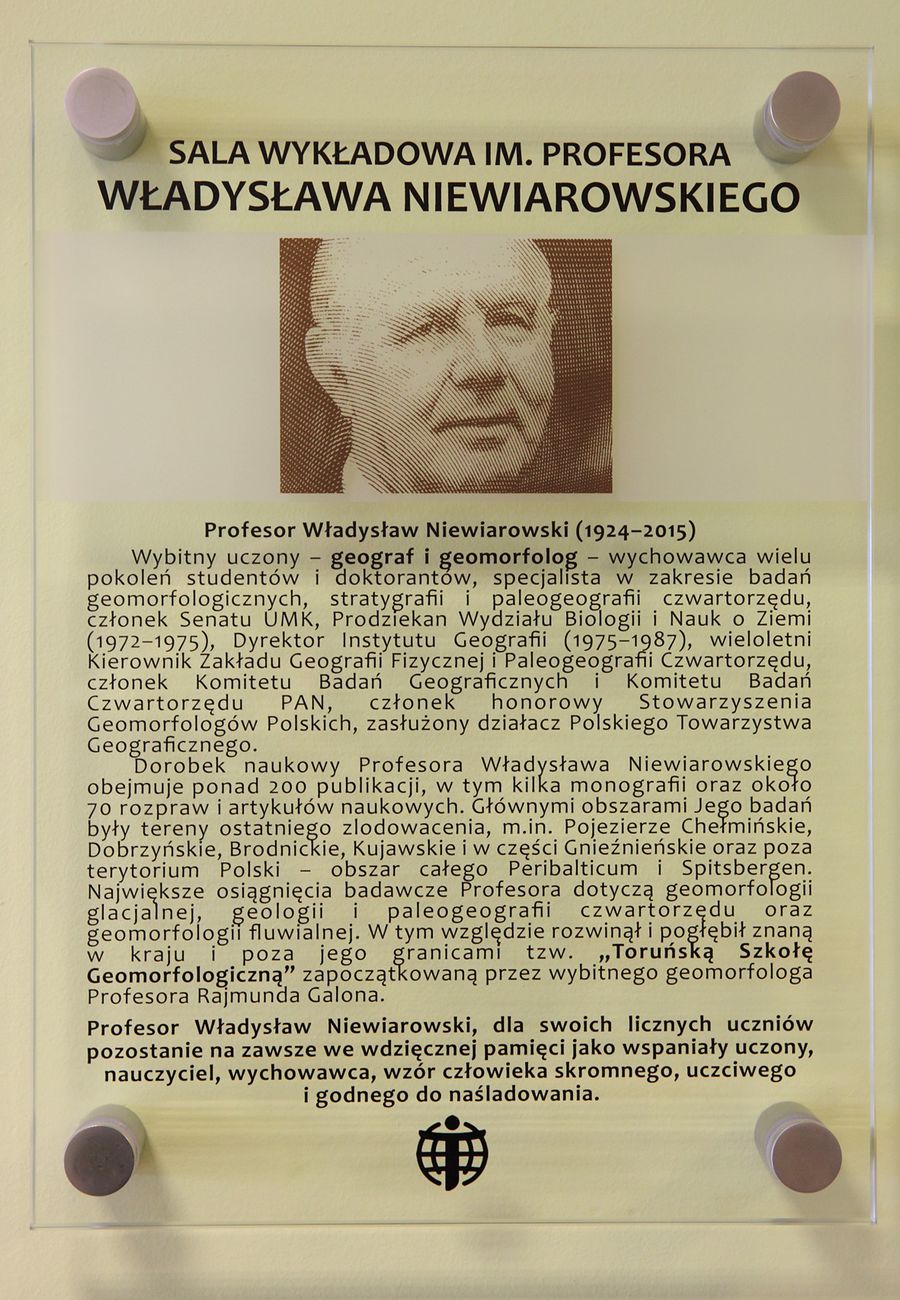 SALA WYKŁADOWA IM. PROFESORA
WŁADYSŁAWA NIEWIAROWSKIEGO
Profesor Władysław Niewiarowski (1924–2015)
Wybitny uczony – geograf i geomorfolog – wychowawca wielu
pokoleń studentów i doktorantów, specjalista w zakresie badań
geomorfologicznych, stratygrafii i paleogeografii czwartorzędu,
członek Senatu UMK, Prodziekan Wydziału Biologii i Nauk o Ziemi
(1972–1975), Dyrektor Instytutu Geografii (1975–1987), wieloletni
Kierownik Zakładu Geografii Fizycznej i Paleogeografii Czwartorzędu,
członek Komitetu Badań Geograficznych i Komitetu Badań
Czwartorzędu PAN, członek honorowy Stowarzyszenia
Geomorfologów Polskich, zasłużony działacz Polskiego Towarzystwa
Geograficznego.
Dorobek naukowy Profesora Władysława Niewiarowskiego
obejmuje ponad 200 publikacji, w tym kilka monografii oraz około
70 rozpraw i artykułów naukowych. Głównymi obszarami Jego badań
były tereny ostatniego zlodowacenia, m.in. Pojezierze Chełmińskie,
Dobrzyńskie, Brodnickie, Kujawskie i w części Gnieźnieńskie oraz poza
terytorium Polski – obszar całego Peribalticum i Spitsbergen.
Największe osiągnięcia badawcze Profesora dotyczą geomorfologii
glacjalnej, geologii i paleogeografii czwartorzędu oraz
geomorfologii fluwialnej. W tym względzie rozwinął i pogłębił znaną
w kraju i poza jego granicami tzw. „Toruńską Szkołę
Geomorfologiczną” zapoczątkowaną przez wybitnego geomorfologa
Profesora Rajmunda Galona.
Profesor Władysław Niewiarowski, dla swoich licznych uczniów
pozostanie na zawsze we wdzięcznej pamięci jako wspaniały uczony,
nauczyciel, wychowawca, wzór człowieka skromnego, uczciwego
i godnego do naśladowania.